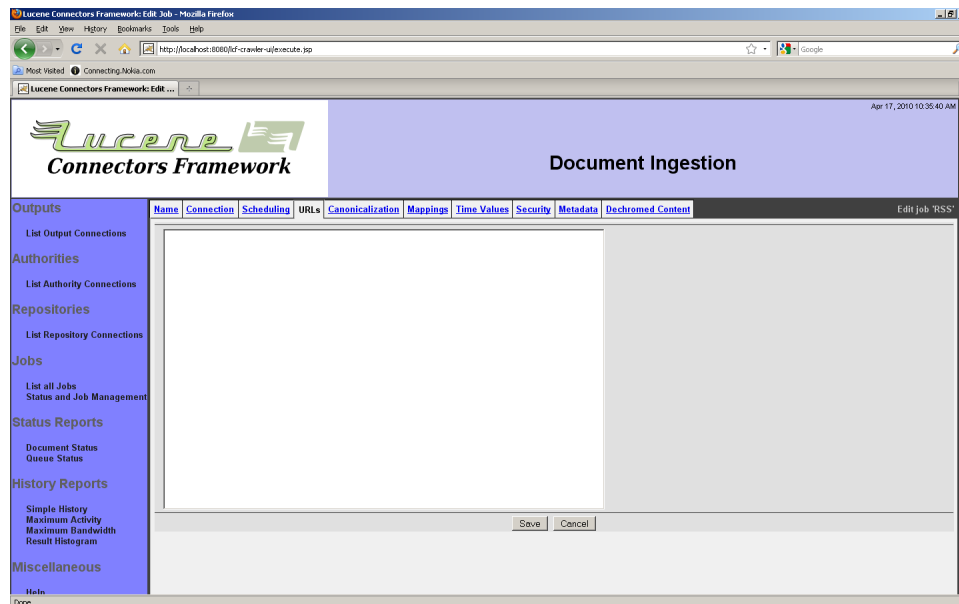 Lucene Connectors Framework: Edit Job - Mozilla Firefox
File Edit View History Bookmarks Tools Help
http://localhost:8080/lcf-crawler-ui/execute.jsp
Google
Most Visited Connecting.Nokia.com
Lucene Connectors Framework: Edit ...
Apr 17, 2010 10:35:40 AM
Lucene
Connectors Framework
Document Ingestion
Outputs
Name Connection Scheduling URLs Canonicalization Mappings Time Values Security Metadata Dechromed Content
Edit job 'RSS'
List Output Connections
Authorities
List Authority Connections
Repositories
List Repository Connections
Jobs
List all Jobs
Status and Job Management
Status Reports
Document Status
Queue Status
History Reports
Simple History
Maximum Activity
Maximum Bandwidth
Result Histogram
Save Cancel
Miscellaneous
Help
Done